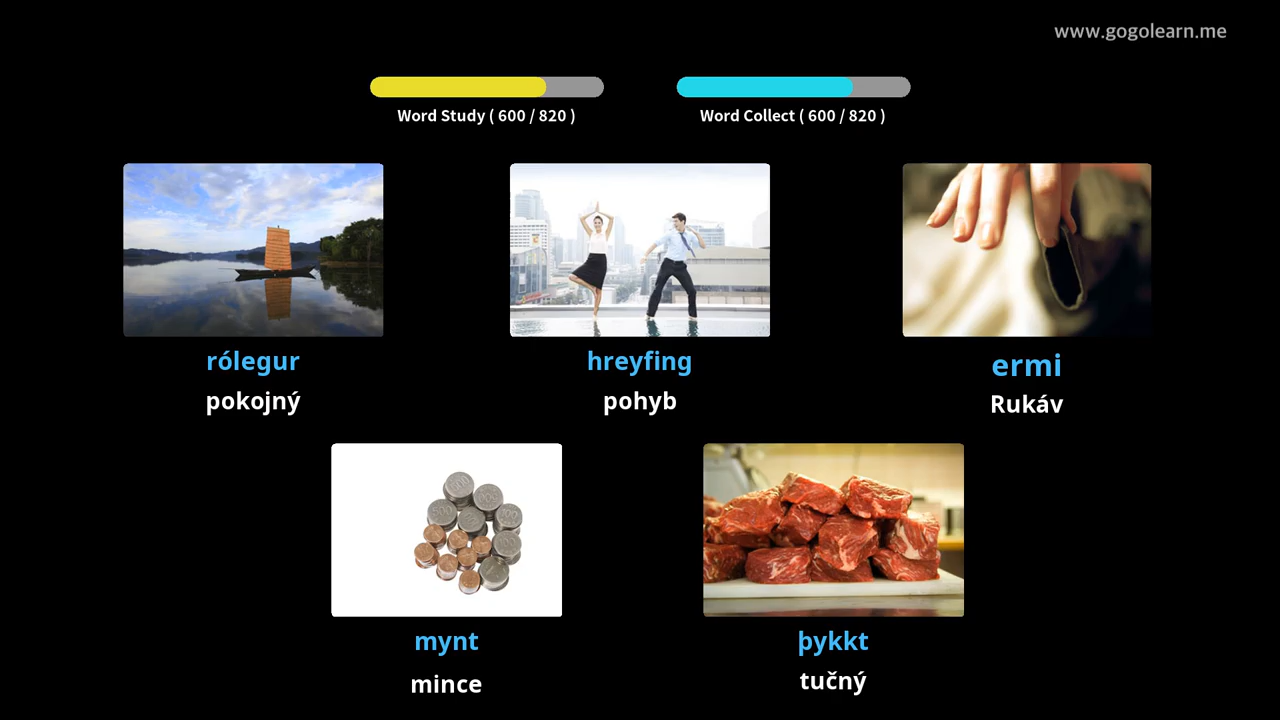 www.gogolearn.me
Word Study ( 600 / 820 )
Word Collect ( 600 / 820 )
rólegur
pokojný
hreyfing
pohyb
ermi
Rukáv
mynt
mince
þykkt
tučný